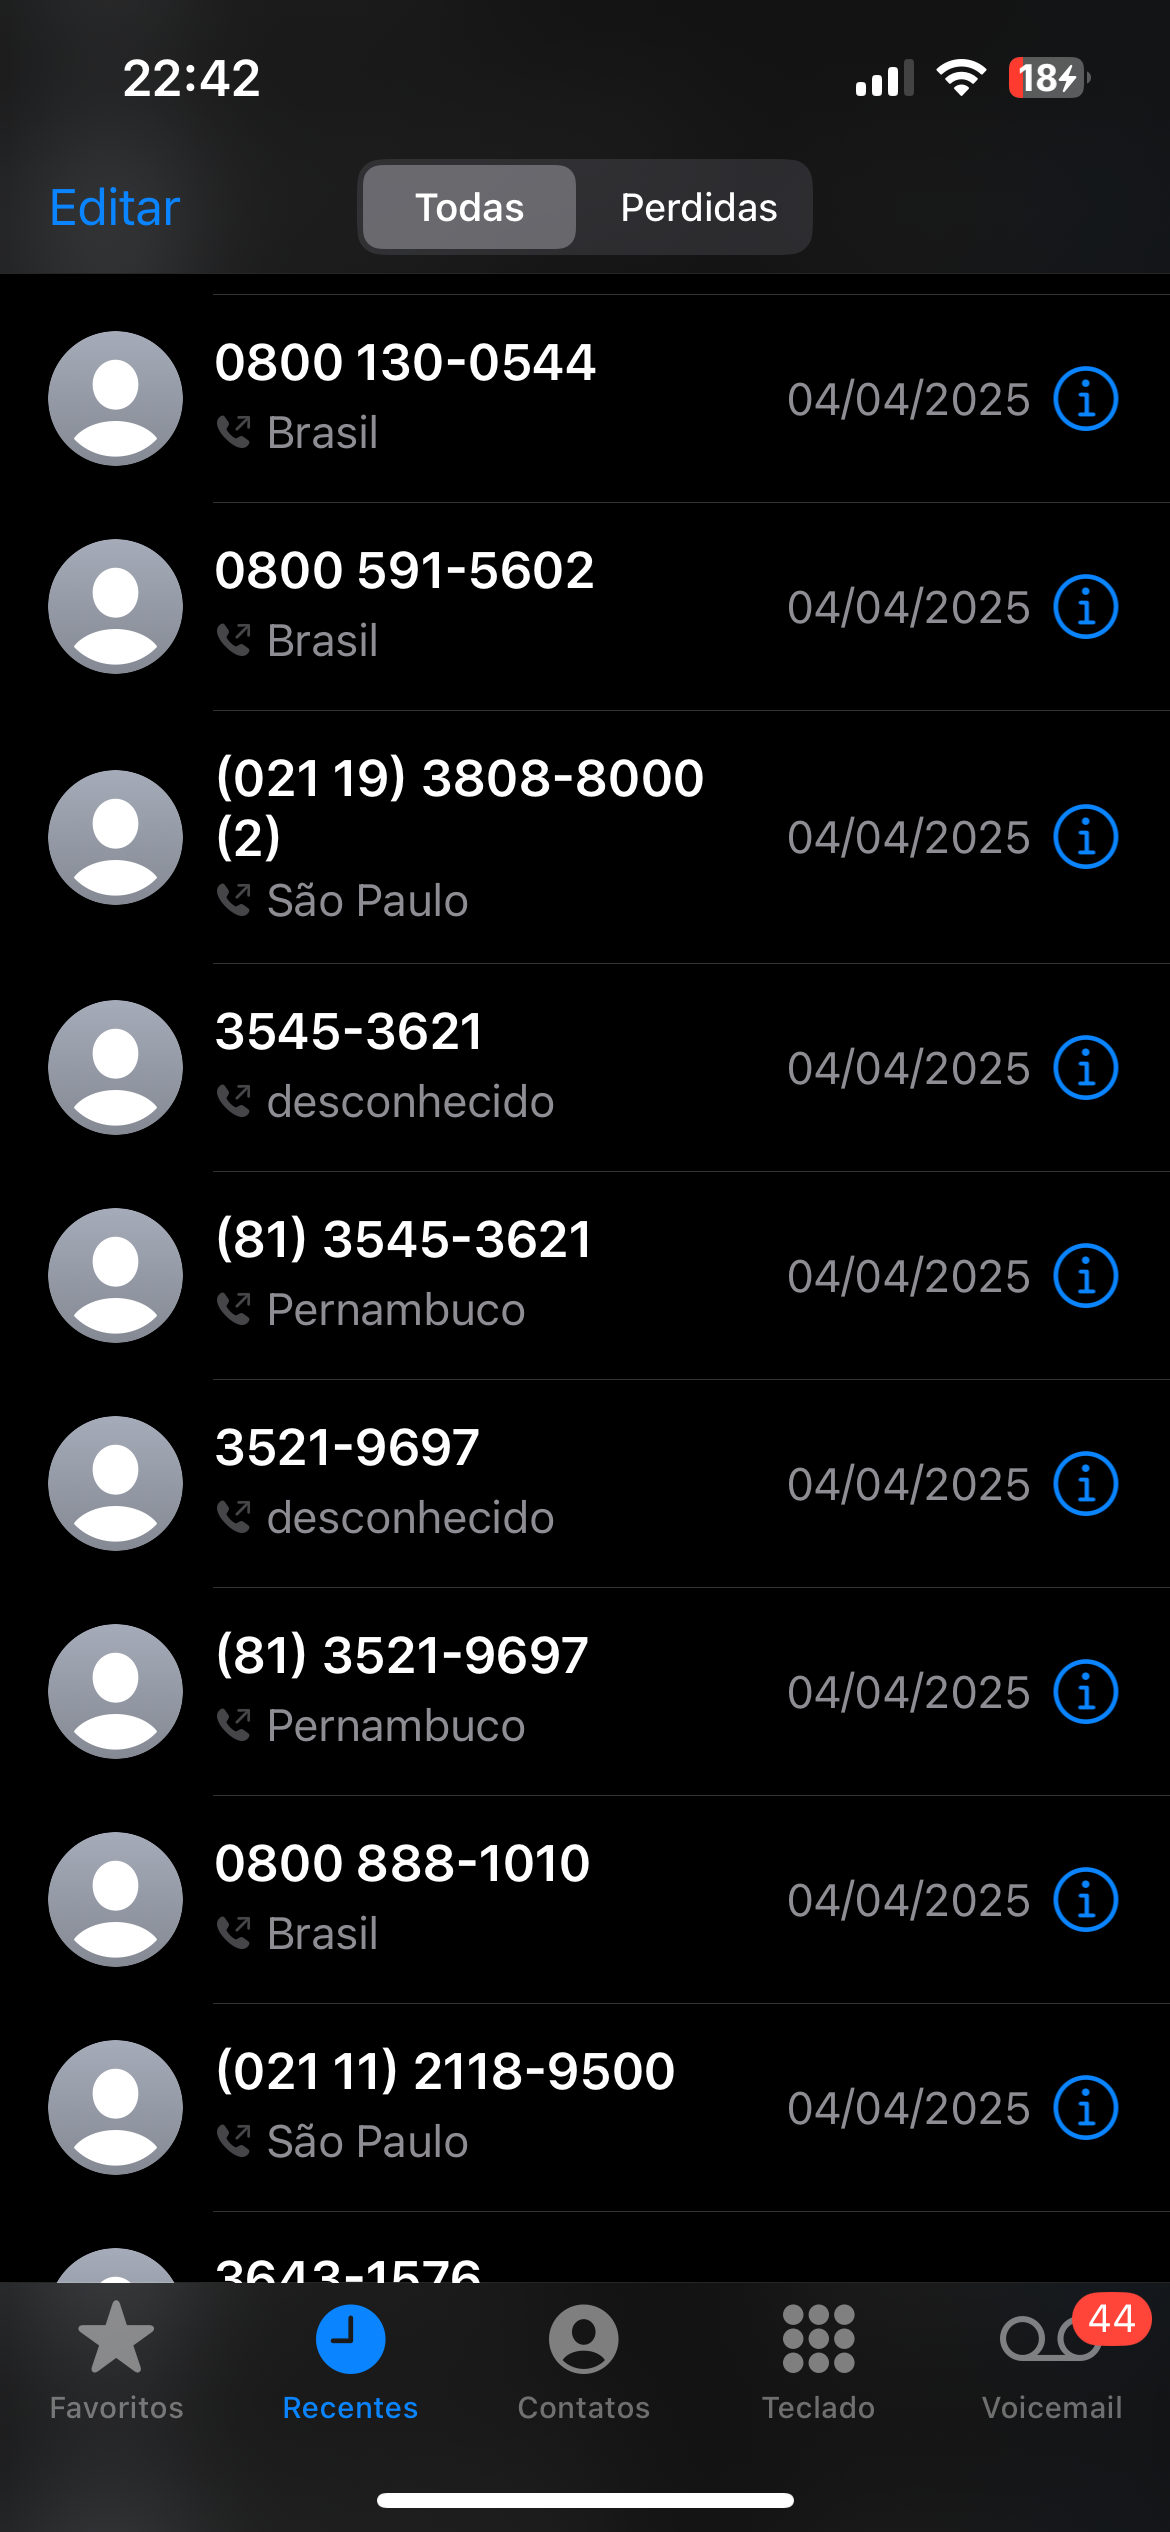 22:42
18
Editar
Todas
Perdidas
0800 130-0544
Brasil
04/04/2025
0800 591-5602
Brasil
04/04/2025
(021 19) 3808-8000
(2)
São Paulo
04/04/2025
3545-3621
desconhecido
04/04/2025
(81) 3545-3621
Pernambuco
04/04/2025
3521-9697
desconhecido
04/04/2025
(81) 3521-9697
Pernambuco
04/04/2025
0800 888-1010
Brasil
04/04/2025
(021 11) 2118-9500
São Paulo
04/04/2025
3643-1576
44
Favoritos
Recentes
Contatos
Teclado
Voicemail